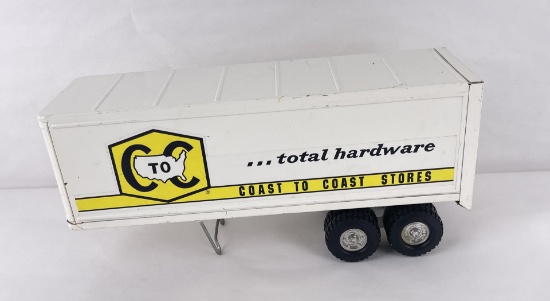 C TO C
...total hardware
COAST TO COAST STORES